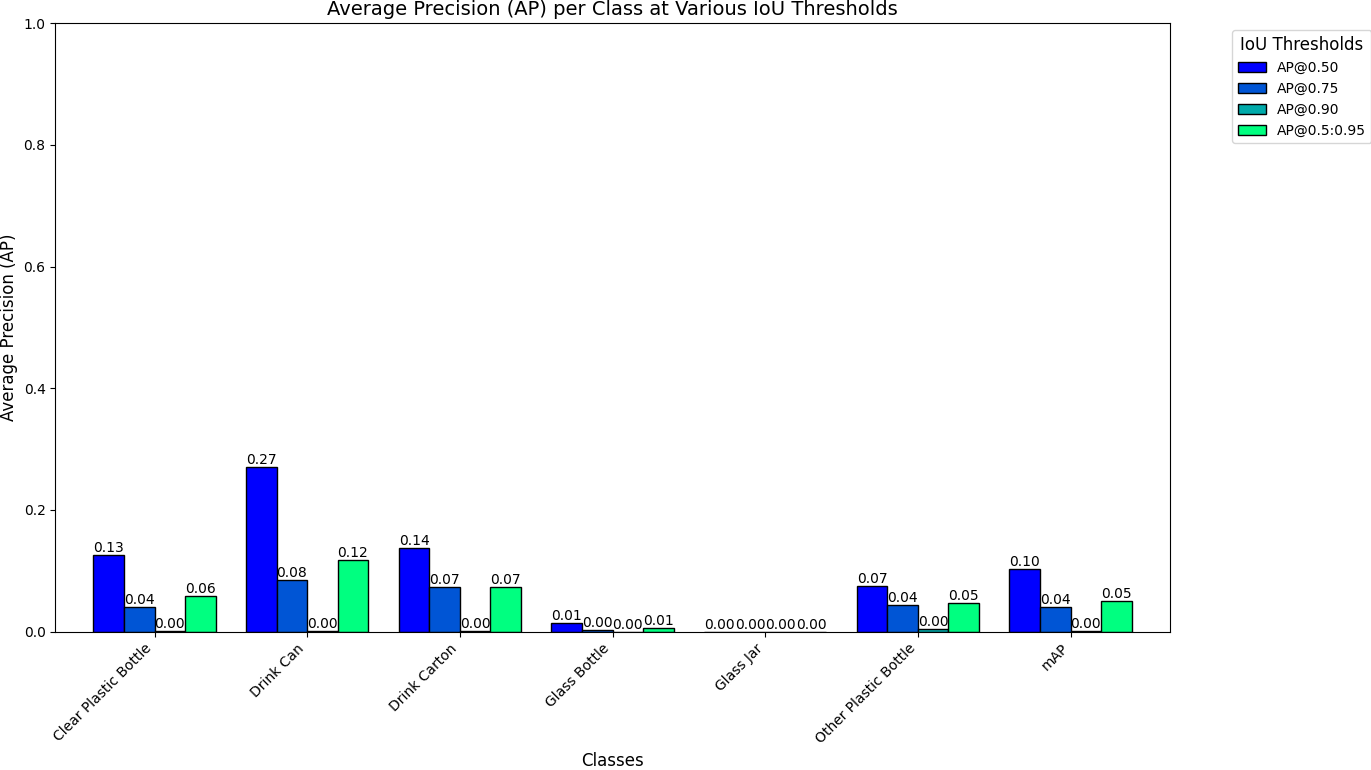 Average Precision (AP) per Class at Various IoU Thresholds
IoU Thresholds
AP@0.50
AP@0.75
AP@0.90
AP@0.5:0.95
Average Precision (AP)
1.0
0.8
0.6
0.4
0.2
0.0
0.13 0.04 0.00 0.06
0.27 0.08 0.00 0.12
0.14 0.07 0.00 0.07
0.01 0.00 0.00 0.01
0.00 0.00 0.00 0.00
0.07 0.04 0.00 0.05
0.10 0.04 0.00 0.05
Clear Plastic Bottle
Drink Can
Drink Carton
Glass Bottle
Glass Jar
Other Plastic Bottle
mAP
Classes